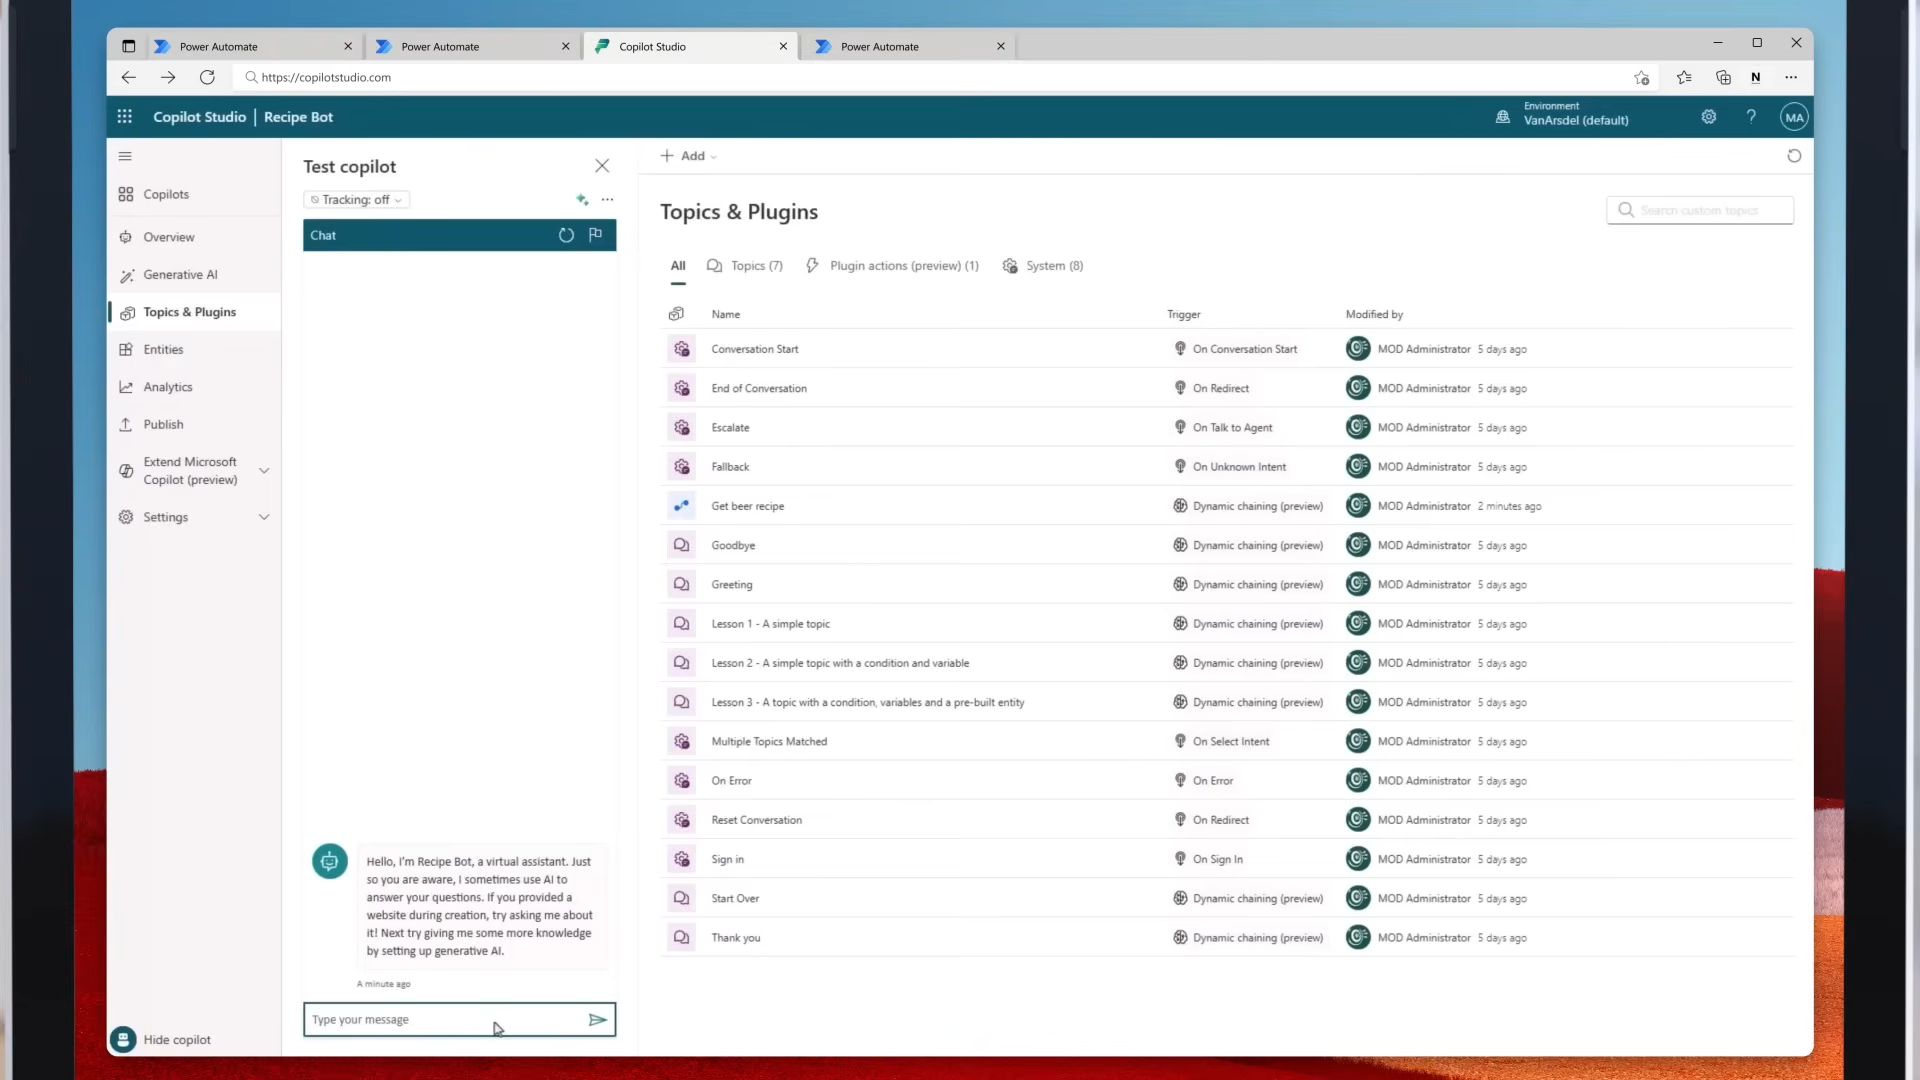 Power Automate
Power Automate
Copilot Studio
Power Automate
https://copilotstudio.com
N
Copilot Studio | Recipe Bot
Environment
VanArsdel (default)
?
MA
Copilots
Overview
Generative AI
Topics & Plugins
Entities
Analytics
Publish
Extend Microsoft
Copilot (preview)
Settings
Hide copilot
Test copilot
Tracking: off
Chat
Hello, I'm Recipe Bot, a virtual assistant. Just
so you are aware, I sometimes use AI to
answer your questions. If you provided a
website during creation, try asking me about
it! Next try giving me some more knowledge
by setting up generative AI.
A minute ago
Type your message
Add
Topics & Plugins
Search custom topics
All Topics (7) Plugin actions (preview) (1) System (8)
Name Trigger Modified by
Conversation Start On Conversation Start MOD Administrator 5 days ago
End of Conversation On Redirect MOD Administrator 5 days ago
Escalate On Talk to Agent MOD Administrator 5 days ago
Fallback On Unknown Intent MOD Administrator 5 days ago
Get beer recipe Dynamic chaining (preview) MOD Administrator 2 minutes ago
Goodbye Dynamic chaining (preview) MOD Administrator 5 days ago
Greeting Dynamic chaining (preview) MOD Administrator 5 days ago
Lesson 1 - A simple topic Dynamic chaining (preview) MOD Administrator 5 days ago
Lesson 2 - A simple topic with a condition and variable Dynamic chaining (preview) MOD Administrator 5 days ago
Lesson 3 - A topic with a condition, variables and a pre-built entity Dynamic chaining (preview) MOD Administrator 5 days ago
Multiple Topics Matched On Select Intent MOD Administrator 5 days ago
On Error On Error MOD Administrator 5 days ago
Reset Conversation On Redirect MOD Administrator 5 days ago
Sign in On Sign In MOD Administrator 5 days ago
Start Over Dynamic chaining (preview) MOD Administrator 5 days ago
Thank you Dynamic chaining (preview) MOD Administrator 5 days ago